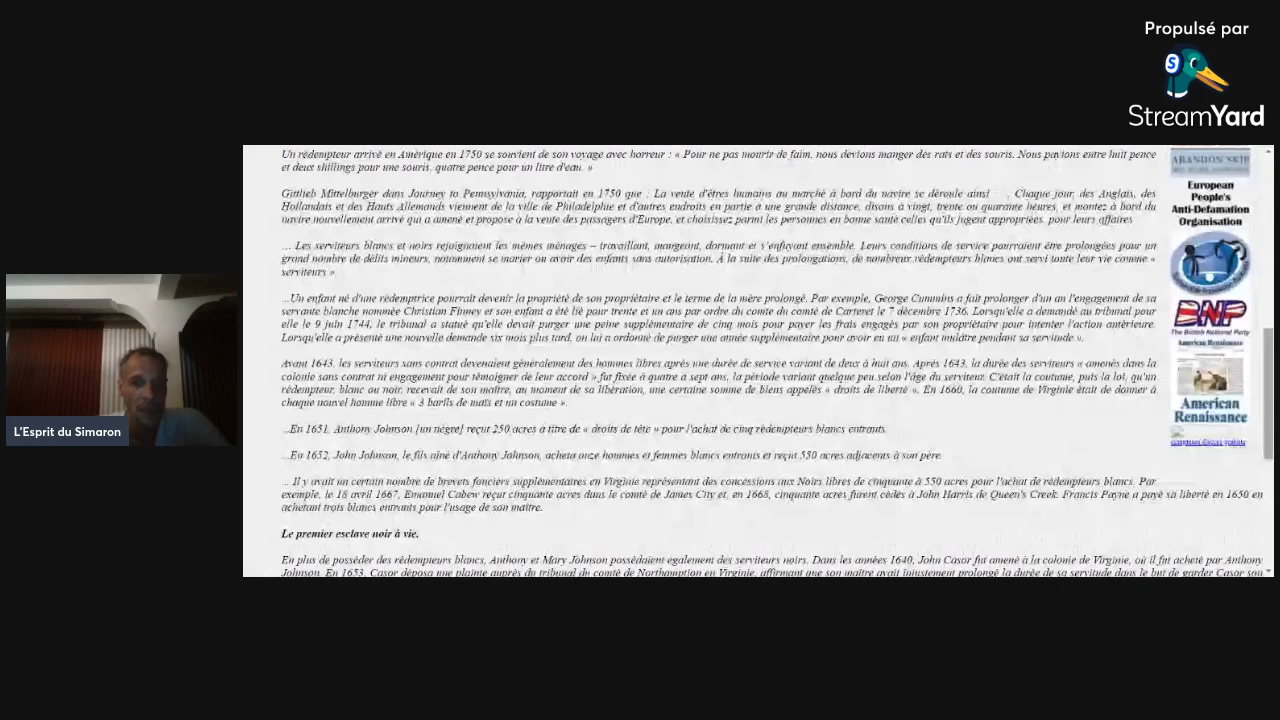 Propulsé par
StreamYard
Un rédempteur arrivé en Amérique en 1750 se souvient de son voyage avec horreur : « Pour ne pas mourir de faim, nous devions manger des rats et des souris. Nous payions entre huit pence
et deux shillings pour une souris, quatre pence pour un litre d'eau. »
Gittlieb Mittelburger dans Journey to Pennsylvania, rapportait en 1750 que : La vente d'êtres humains au marché à bord du navire se déroule ainsi ... Chaque jour, des Anglais, des
Hollandais et des Hauts Allemands viennent de la ville de Philadelphie et d'autres endroits en partie à une grande distance, disons à vingt, trente ou quarante heures, et montez à bord du
navire nouvellement arrivé qui a amené et propose à la vente des passagers d'Europe, et choisissez parmi les personnes en bonne santé celles qu'ils jugent appropriées, pour leurs affaires
... Les serviteurs blancs et noirs rejoignaient les mêmes ménages – travaillant, mangeant, dormant et s'enfuyant ensemble. Leurs conditions de service pourraient être prolongées pour un
grand nombre de délits mineurs, notamment se marier ou avoir des enfants sans autorisation. À la suite des prolongations, de nombreux rédempteurs blancs ont servi toute leur vie comme «
serviteurs »
...Un enfant né d'une rédemptrice pourrait devenir la propriété de son propriétaire et le terme de la mère prolongé. Par exemple, George Cummins a fait prolonger d'un an l'engagement de sa
servante blanche nommée Christian Finney et son enfant a été lié pour trente et un ans par ordre du comté du comté de Carteret le 7 décembre 1736. Lorsqu'elle a demandé au tribunal pour
elle le 9 juin 1744, le tribunal a statué qu'elle devait purger une peine supplémentaire de cinq mois pour payer les frais engagés par son propriétaire pour intenter l'action antérieure.
Lorsqu'elle a présenté une nouvelle demande six mois plus tard, on lui a ordonné de purger une année supplémentaire pour avoir eu un « enfant mulâtre pendant sa servitude ».
Avant 1643, les serviteurs sans contrat devenaient généralement des hommes libres après une durée de service variant de deux à huit ans. Après 1643, la durée des serviteurs « amenés dans la
colonie sans contrat ni engagement pour témoigner de leur accord » fut fixée à quatre à sept ans, la période variant quelque peu selon l'âge du serviteur. C'était la coutume, puis la loi, qu'un
rédempteur, blanc ou noir, recevait de son maître, au moment de sa libération, une certaine somme de biens appelés « droits de liberté ». En 1660, la coutume de Virginie était de donner à
chaque nouvel homme libre « 3 barils de maïs et un costume ».
...En 1651, Anthony Johnson [un nègre] reçut 250 acres à titre de « droits de tête » pour l'achat de cinq rédempteurs blancs entrants.
...En 1652, John Johnson, le fils aîné d'Anthony Johnson, acheta onze hommes et femmes blancs entrants et reçut 550 acres adjacents à son père.
... Il y avait un certain nombre de brevets fonciers supplémentaires en Virginie représentant des concessions aux Noirs libres de cinquante à 550 acres pour l'achat de rédempteurs blancs. Par
exemple, le 18 avril 1667, Emanuel Cabew reçut cinquante acres dans le comté de James City et, en 1668, cinquante acres furent cédés à John Harris de Queen's Creek. Francis Payne a payé sa liberté en 1650 en
achetant trois blancs entrants pour l'usage de son maître.
Le premier esclave noir à vie.
En plus de posséder des rédempteurs blancs, Anthony et Mary Johnson possédaient également des serviteurs noirs. Dans les années 1640, John Casor fut amené à la colonie de Virginie, où il fut acheté par Anthony
Johnson. En 1653, Casor déposa une plainte auprès du tribunal du comté de Northampton en Virginie, affirmant que son maître avait injustement prolongé la durée de sa servitude dans le but de garder Casor son
ABANDON SKIP
European
People's
Anti-Defamation
Organisation
BNP
The British National Party
American Renaissance
American
Renaissance
L'Esprit du Simaron